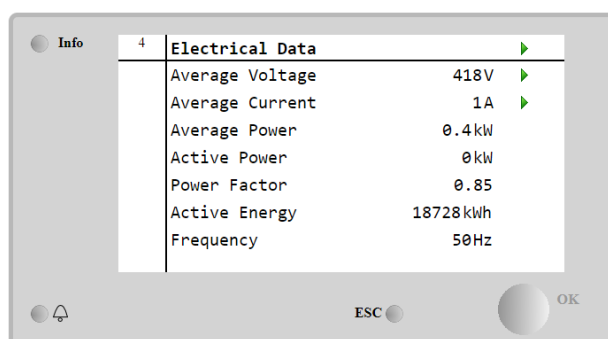 Info
4 Electrical Data
Average Voltage 418V
Average Current 1A
Average Power 0.4kW
Active Power 0kW
Power Factor 0.85
Active Energy 18728kWh
Frequency 50Hz
ESC
OK